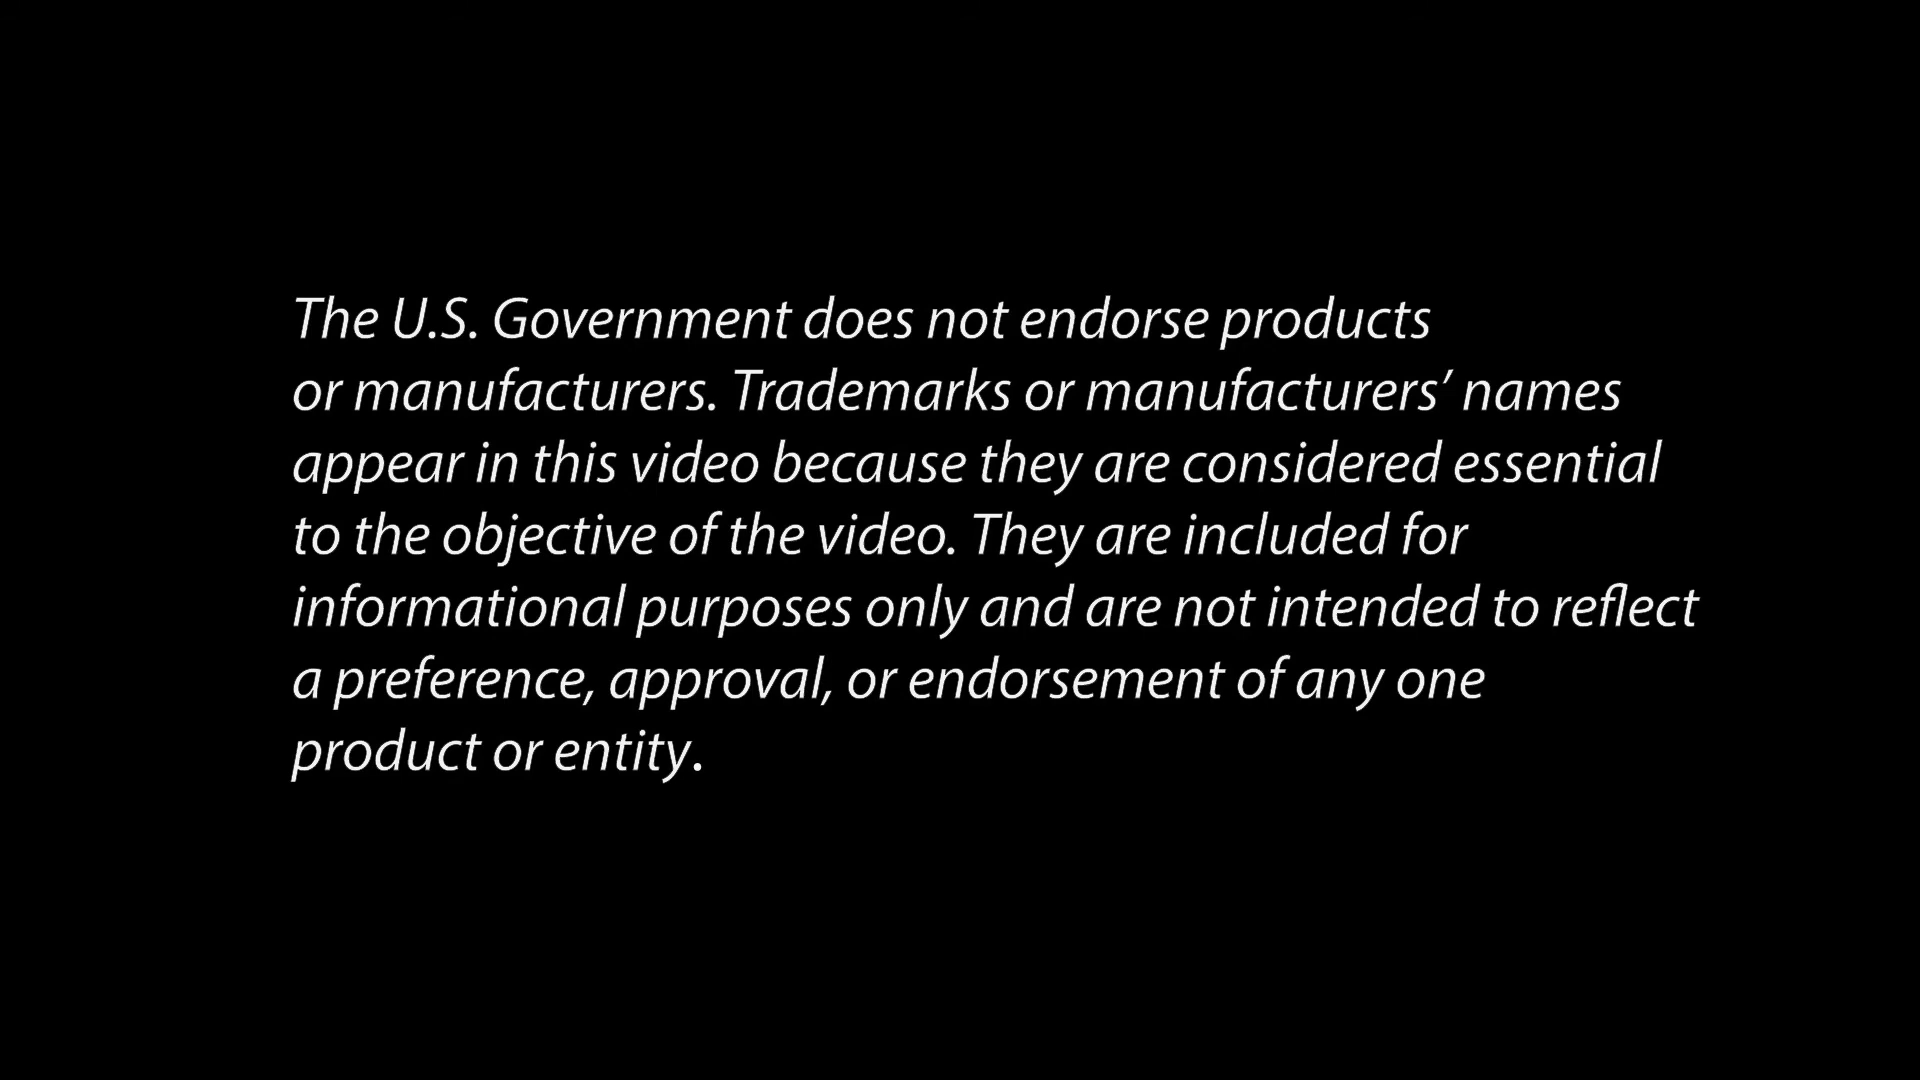 The U.S. Government does not endorse products
or manufacturers. Trademarks or manufacturers’ names
appear in this video because they are considered essential
to the objective of the video. They are included for
informational purposes only and are not intended to reflect
a preference, approval, or endorsement of any one
product or entity.